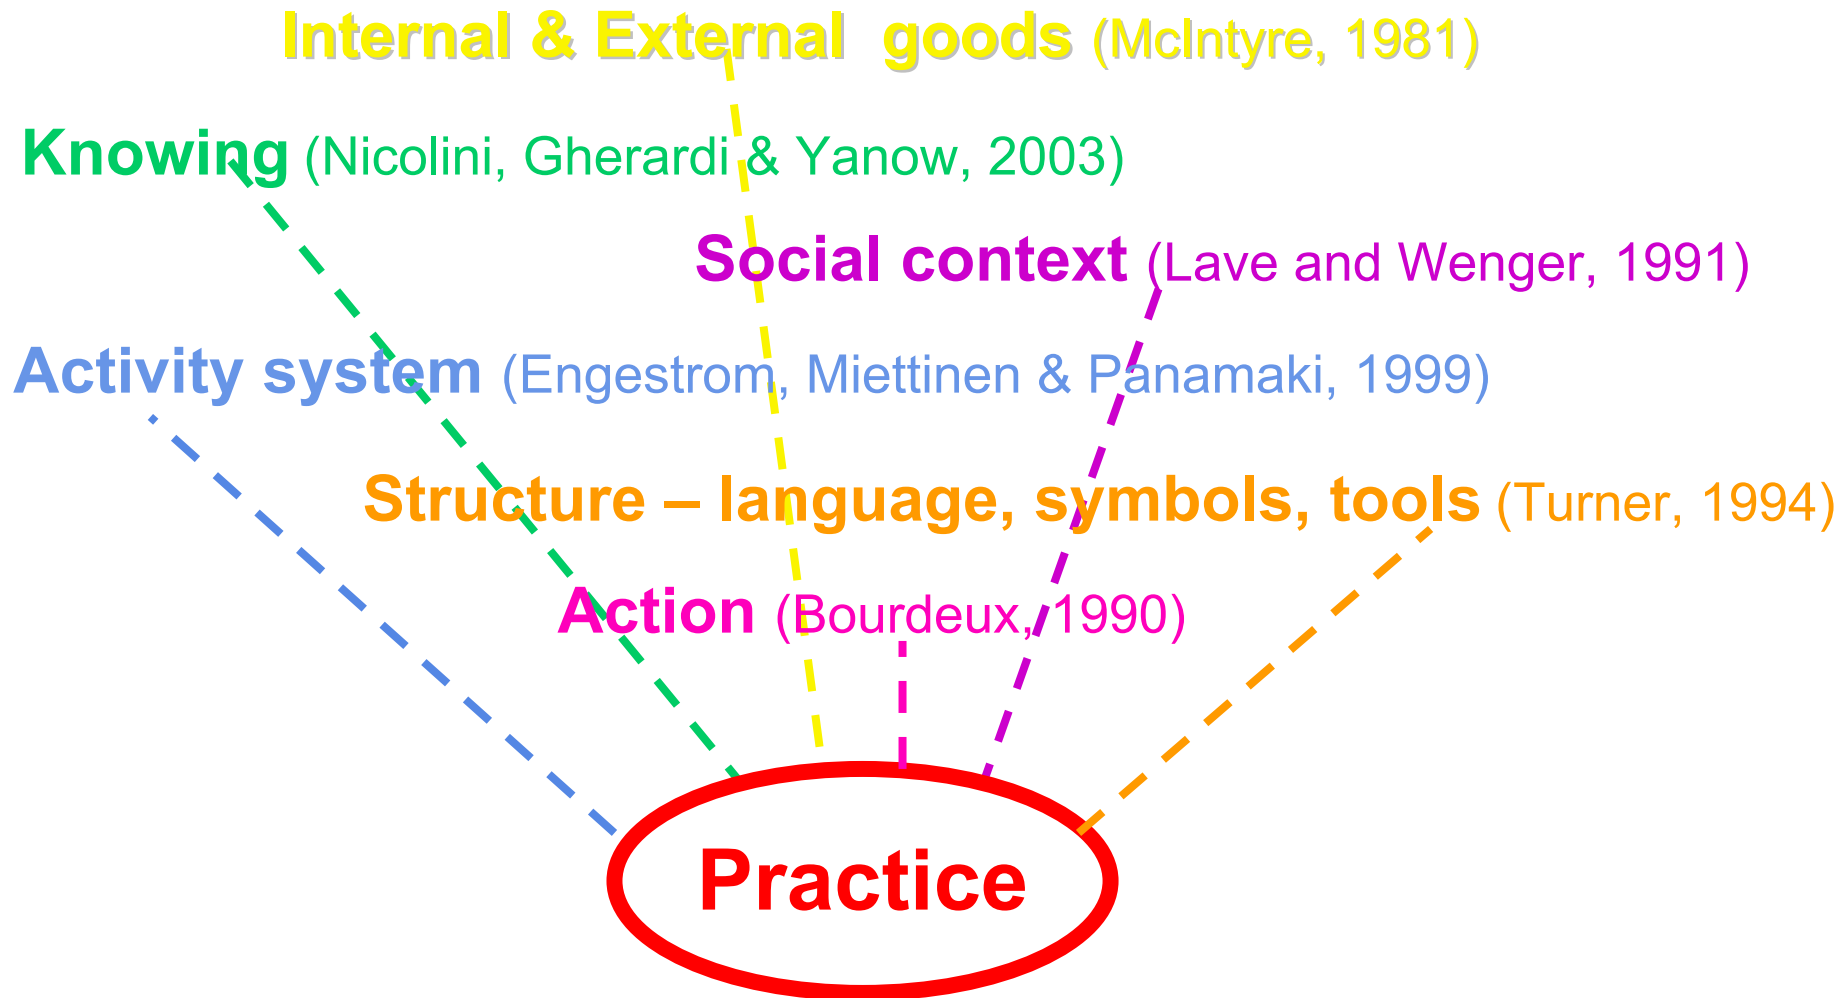 Internal & External goods (McIntyre, 1981)
Knowing (Nicolini, Gherardi & Yanow, 2003)
Social context (Lave and Wenger, 1991)
Activity system (Engestrom, Miettinen & Panamaki, 1999)
Structure – language, symbols, tools (Turner, 1994)
Action (Bourdeux, 1990)
Practice